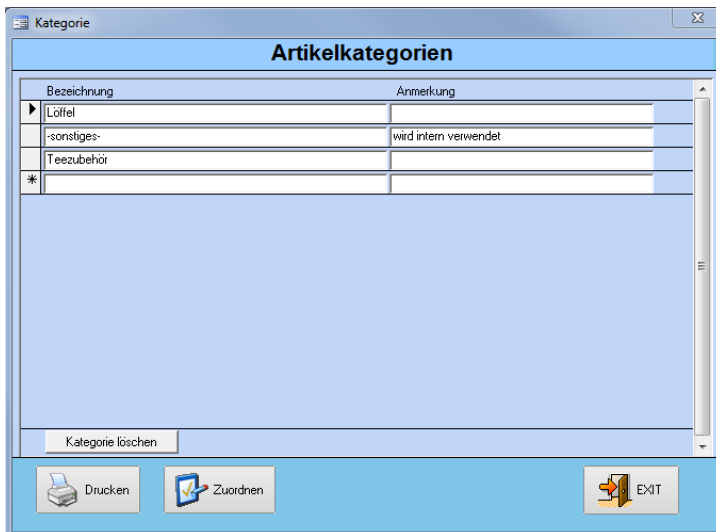 Kategorie
Artikelkategorien
Bezeichnung Anmerkung
Löffel
-sonstiges- wird intern verwendet
Teezubehör
*
Kategorie löschen
Drucken Zuordnen EXIT